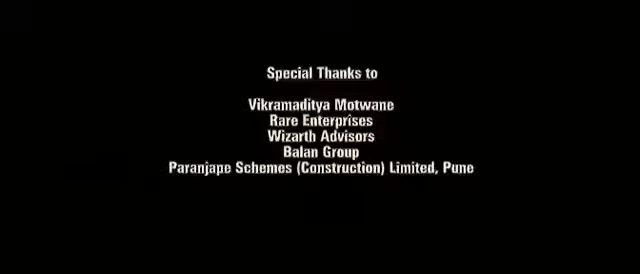 Special Thanks to
Vikramaditya Motwane
Rare Enterprises
Wizarth Advisors
Balan Group
Paranjape Schemes (Construction) Limited, Pune